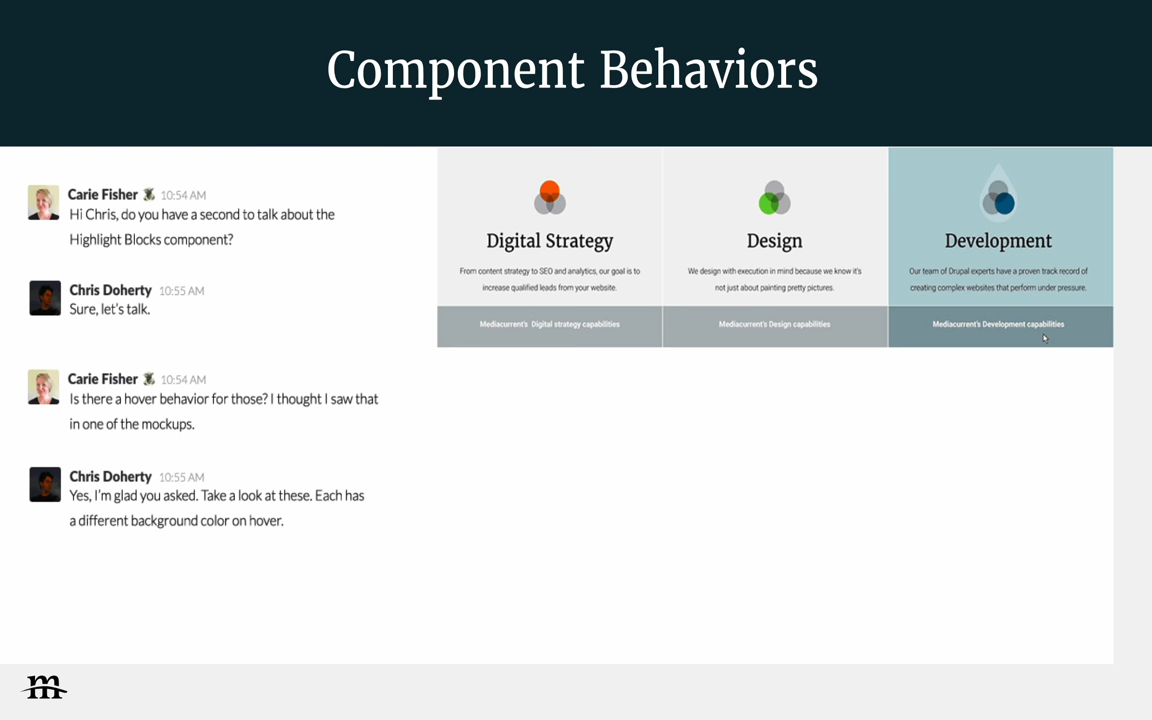 Component Behaviors
Carie Fisher 10:54 AM
Hi Chris, do you have a second to talk about the
Highlight Blocks component?
Chris Doherty 10:55 AM
Sure, let's talk.
Carie Fisher 10:54 AM
Is there a hover behavior for those? I thought I saw that
in one of the mockups.
Chris Doherty 10:55 AM
Yes, I'm glad you asked. Take a look at these. Each has
a different background color on hover.
Digital Strategy
From content strategy to SEO and analytics, our goal is to
increase qualified leads from your website.
Mediacurrent's Digital strategy capabilities
Design
We design with execution in mind because we know it's
not just about painting pretty pictures.
Mediacurrent's Design capabilities
Development
Our team of Drupal experts have a proven track record of
creating complex websites that perform under pressure.
Mediacurrent's Development capabilities
m